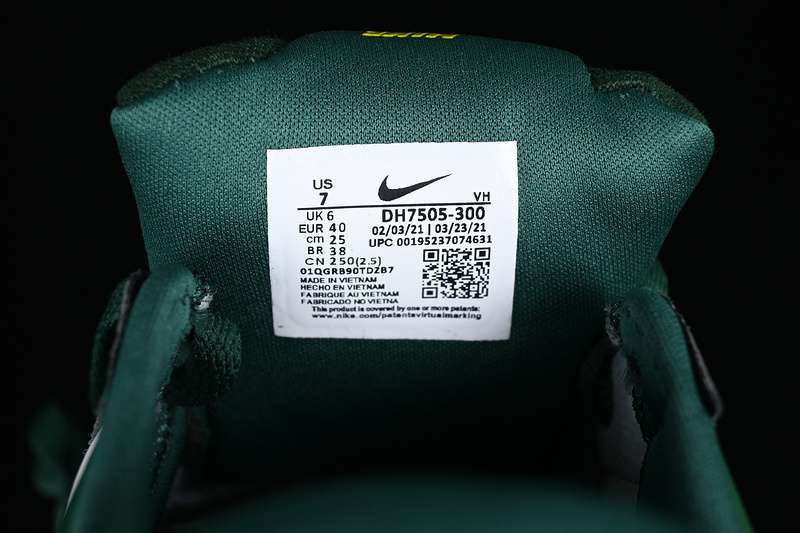 US
7
VH
UK 6
DH7505-300
EUR 40
02/03/21 | 03/23/21
cm 25
UPC 00195237074631
BR 38
CN 250(2.5)
01QGRB90TDZB7
MADE IN VIETNAM
HECHO EN VIETNAM
FABRIQUE AU VIETNAM
FABRICADO NO VIETNA
This product is covered by one or more patents:
www.nike.com/patentsvirtualmarking